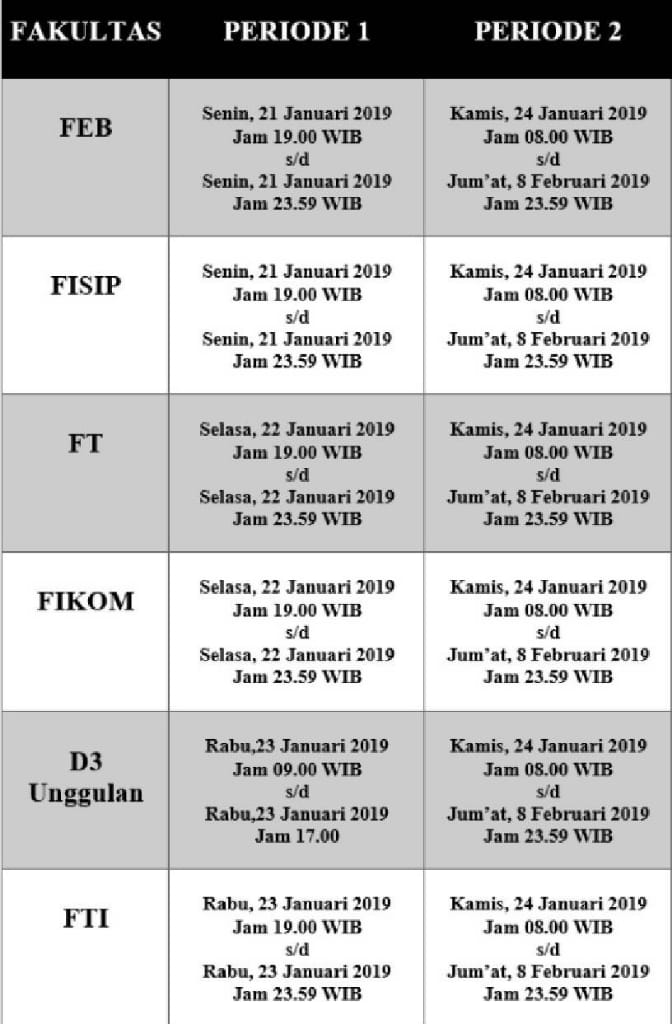 FAKULTAS PERIODE 1 PERIODE 2
FEB
Senin, 21 Januari 2019
Jam 19.00 WIB
s/d
Senin, 21 Januari 2019
Jam 23.59 WIB
Kamis, 24 Januari 2019
Jam 08.00 WIB
s/d
Jum'at, 8 Februari 2019
Jam 23.59 WIB
FISIP
Senin, 21 Januari 2019
Jam 19.00 WIB
s/d
Senin, 21 Januari 2019
Jam 23.59 WIB
Kamis, 24 Januari 2019
Jam 08.00 WIB
s/d
Jum'at, 8 Februari 2019
Jam 23.59 WIB
FT
Selasa, 22 Januari 2019
Jam 19.00 WIB
s/d
Selasa, 22 Januari 2019
Jam 23.59 WIB
Kamis, 24 Januari 2019
Jam 08.00 WIB
s/d
Jum'at, 8 Februari 2019
Jam 23.59 WIB
FIKOM
Selasa, 22 Januari 2019
Jam 19.00 WIB
s/d
Selasa, 22 Januari 2019
Jam 23.59 WIB
Kamis, 24 Januari 2019
Jam 08.00 WIB
s/d
Jum'at, 8 Februari 2019
Jam 23.59 WIB
D3
Unggulan
Rabu,23 Januari 2019
Jam 09.00 WIB
s/d
Rabu,23 Januari 2019
Jam 17.00
Kamis, 24 Januari 2019
Jam 08.00 WIB
s/d
Jum'at, 8 Februari 2019
Jam 23.59 WIB
FTI
Rabu, 23 Januari 2019
Jam 19.00 WIB
s/d
Rabu, 23 Januari 2019
Jam 23.59 WIB
Kamis, 24 Januari 2019
Jam 08.00 WIB
s/d
Jum'at, 8 Februari 2019
Jam 23.59 WIB